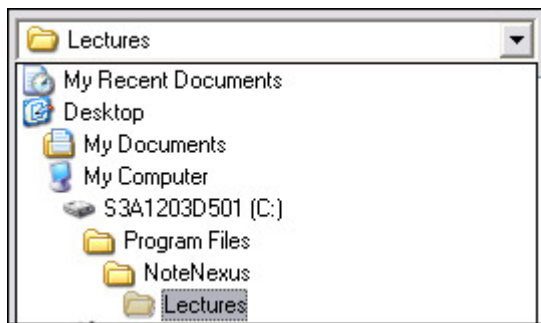 Lectures
My Recent Documents
Desktop
My Documents
My Computer
S3A1203D501 (C:)
Program Files
NoteNexus
Lectures